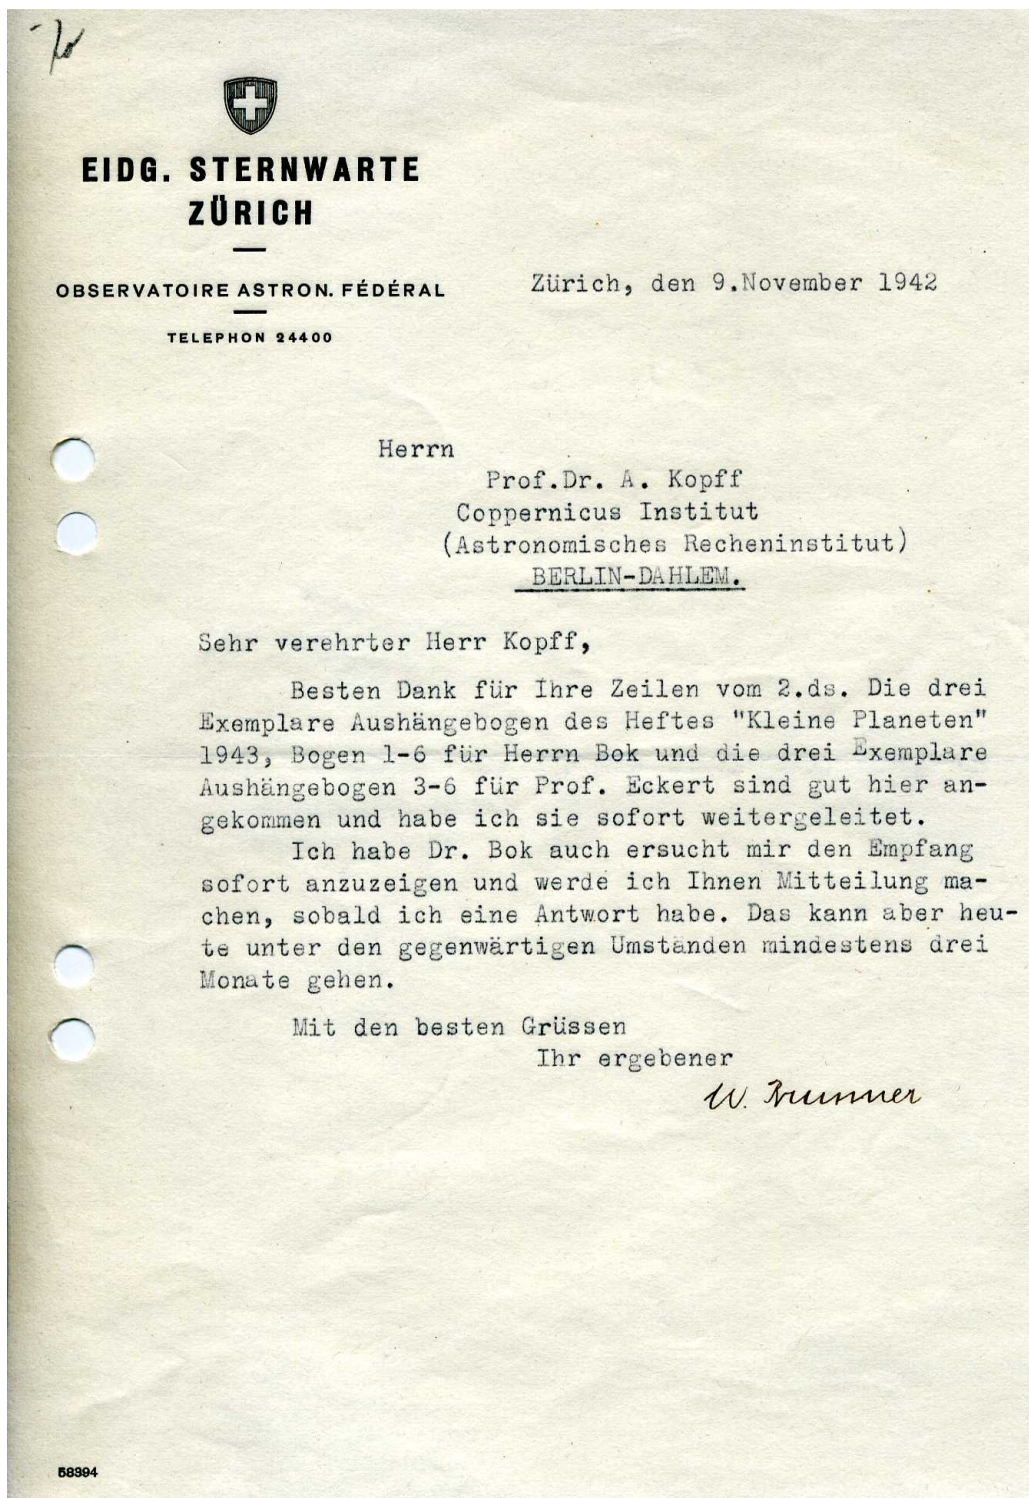 EIDG. STERNWARTE
ZÜRICH
OBSERVATOIRE ASTRON. FÉDÉRAL
TELEPHON 24400
Zürich, den 9.November 1942
Herrn
Prof.Dr. A. Kopff
Coppernicus Institut
(Astronomisches Recheninstitut)
BERLIN-DAHLEM.
Sehr verehrter Herr Kopff,
Besten Dank für Ihre Zeilen vom 2.ds. Die drei
Exemplare Aushängebogen des Heftes "Kleine Planeten"
1943, Bogen 1-6 für Herrn Bok und die drei Exemplare
Aushängebogen 3-6 für Prof. Eckert sind gut hier an-
gekommen und habe ich sie sofort weitergeleitet.
Ich habe Dr. Bok auch ersucht mir den Empfang
sofort anzuzeigen und werde ich Ihnen Mitteilung ma-
chen, sobald ich eine Antwort habe. Das kann aber heu-
te unter den gegenwärtigen Umständen mindestens drei
Monate gehen.
Mit den besten Grüssen
Ihr ergebener
W. Brunner
58394